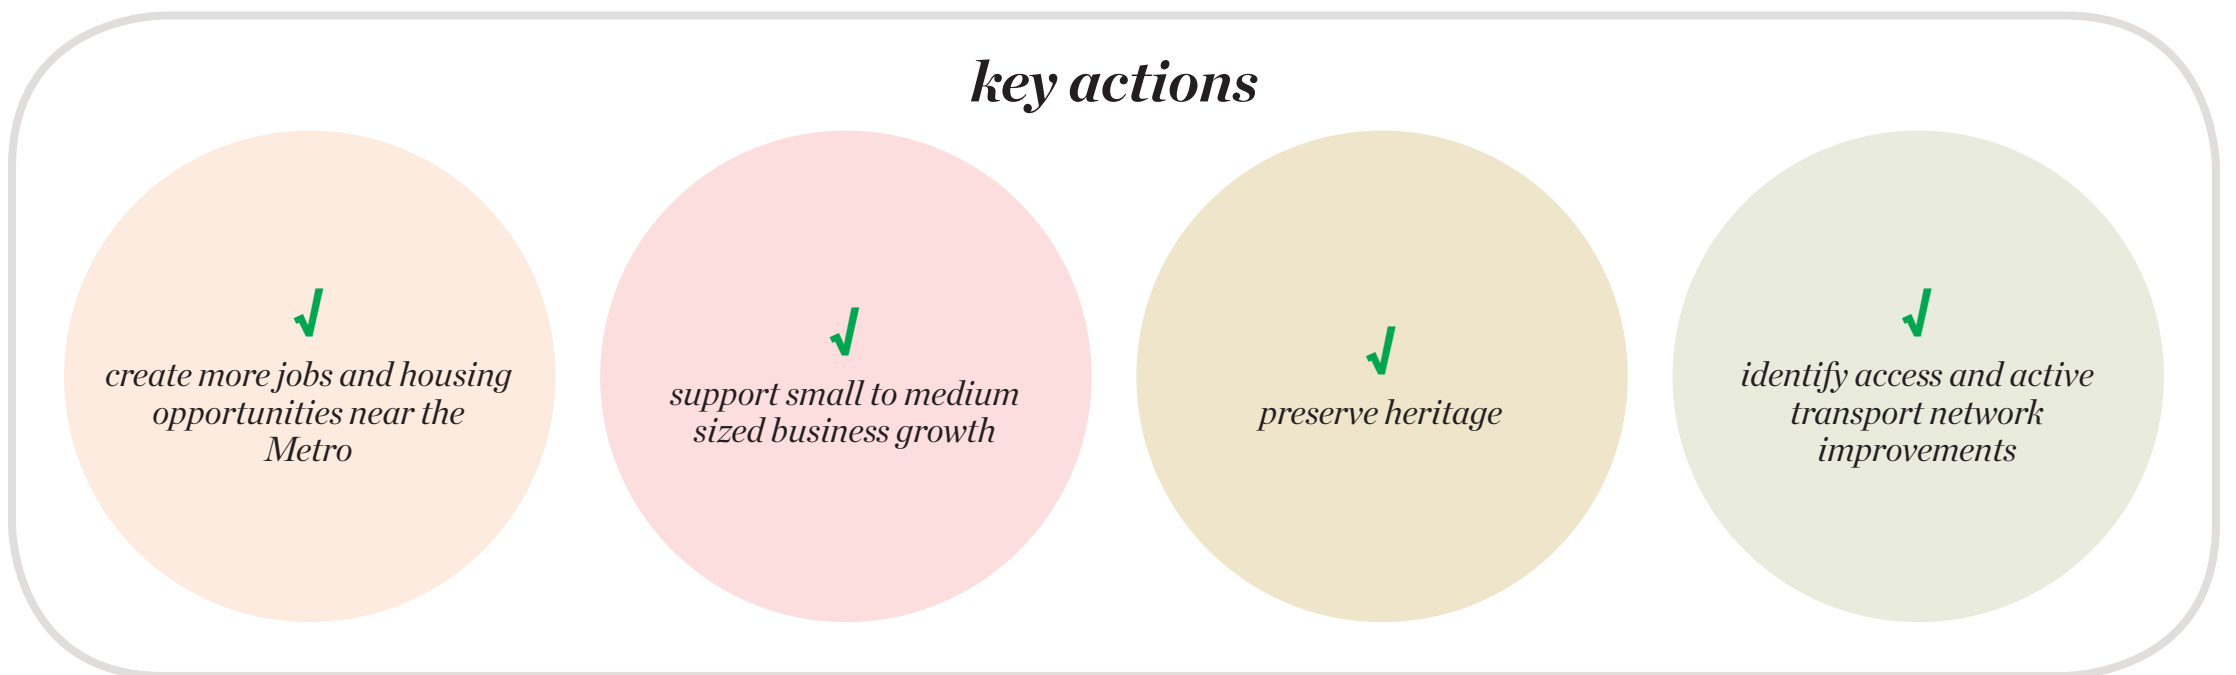 key actions
create more jobs and housing
opportunities near the
Metro
support small to medium
sized business growth
preserve heritage
identify access and active
transport network
improvements